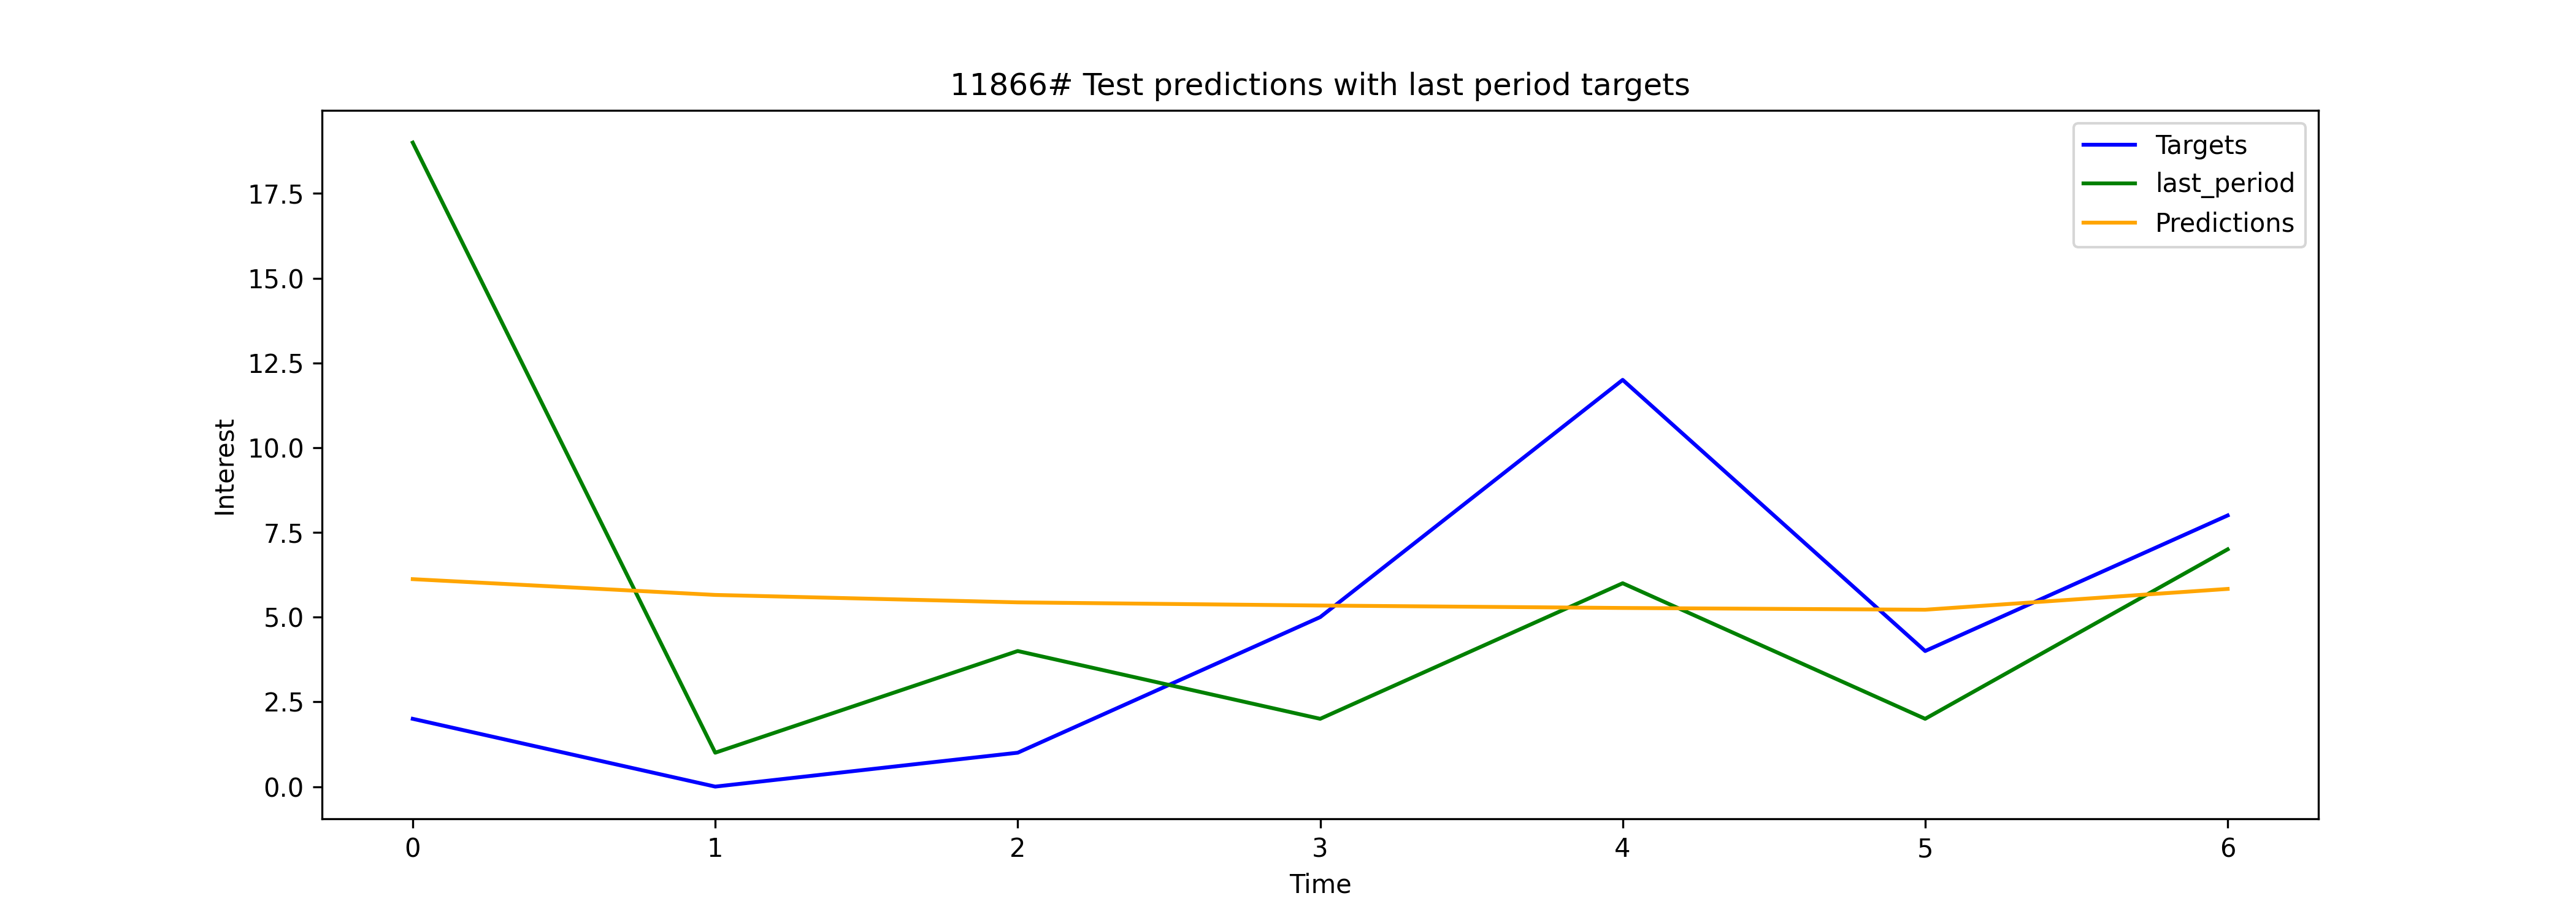 11866# Test predictions with last period targets
Targets
last_period
Predictions
17.5
15.0
12.5
10.0
7.5
5.0
2.5
0.0
Interest
0 1 2 3 4 5 6
Time